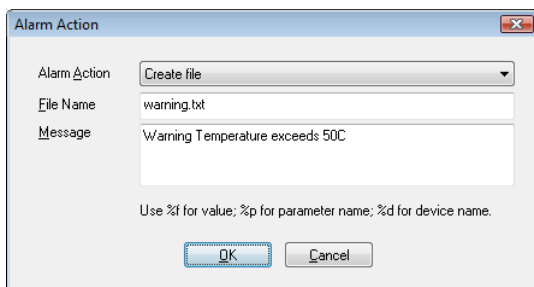 Alarm Action
Alarm Action Create file
File Name warning.txt
Message Warning Temperature exceeds 50C
Use %f for value; %p for parameter name; %d for device name.
OK Cancel